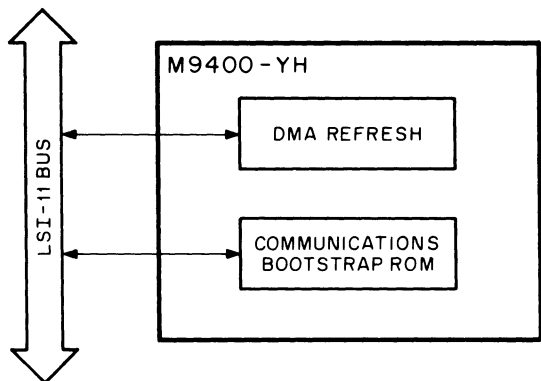 M9400-YH
DMA REFRESH
LSI-11 BUS
COMMUNICATIONS
BOOTSTRAP ROM